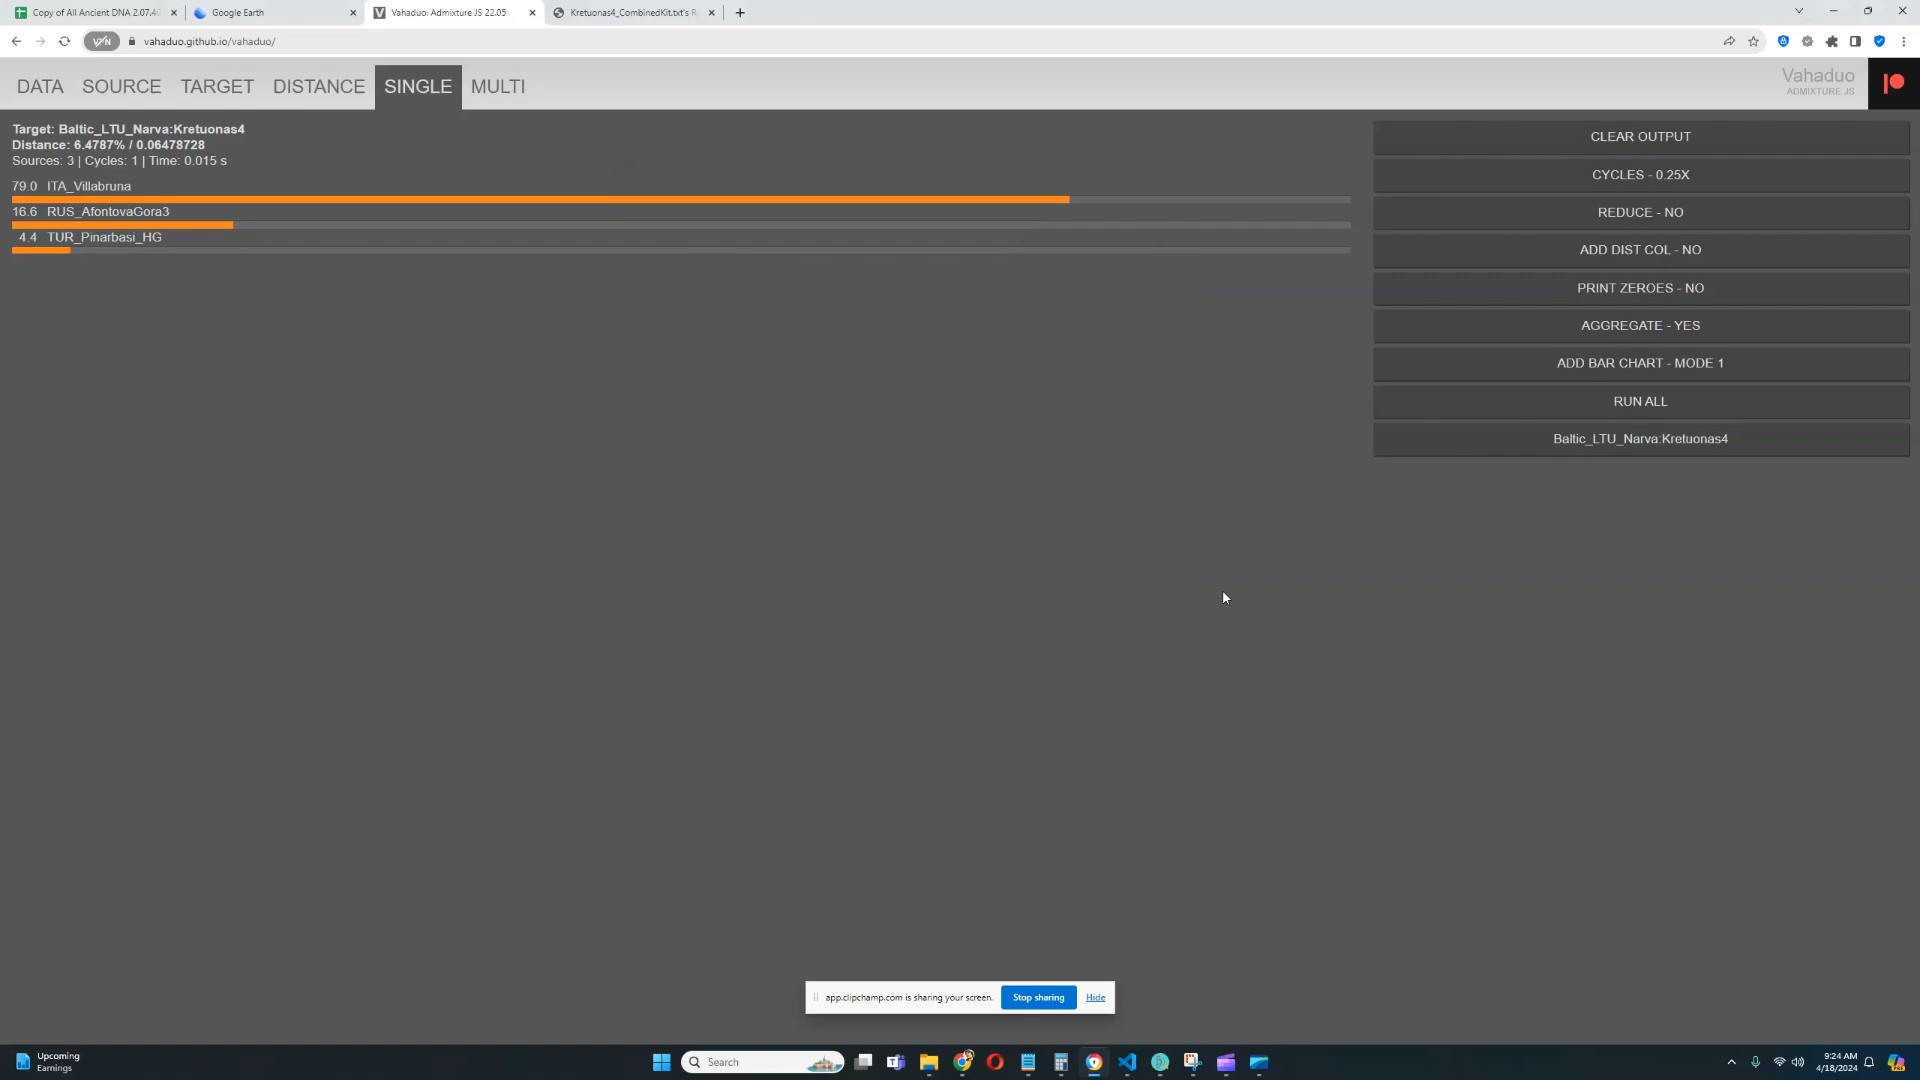 Copy of All Ancient DNA 2.07.4
Google Earth
Vahaduo: Admixture JS 22.05
Kretuonas4_CombinedKit.txt's R
VPN
vahaduo.github.io/vahaduo/
DATA SOURCE TARGET DISTANCE SINGLE MULTI
Vahaduo
ADMIXTURE JS
Target: Baltic_LTU_Narva:Kretuonas4
Distance: 6.4787% / 0.06478728
Sources: 3 | Cycles: 1 | Time: 0.015 s
79.0 ITA_Villabruna
16.6 RUS_AfontovaGora3
4.4 TUR_Pinarbasi_HG
CLEAR OUTPUT
CYCLES - 0.25X
REDUCE - NO
ADD DIST COL - NO
PRINT ZEROES - NO
AGGREGATE - YES
ADD BAR CHART - MODE 1
RUN ALL
Baltic_LTU_Narva:Kretuonas4
app.clipchamp.com is sharing your screen.
Stop sharing
Hide
Upcoming
Earnings
Search
9:24 AM
4/18/2024